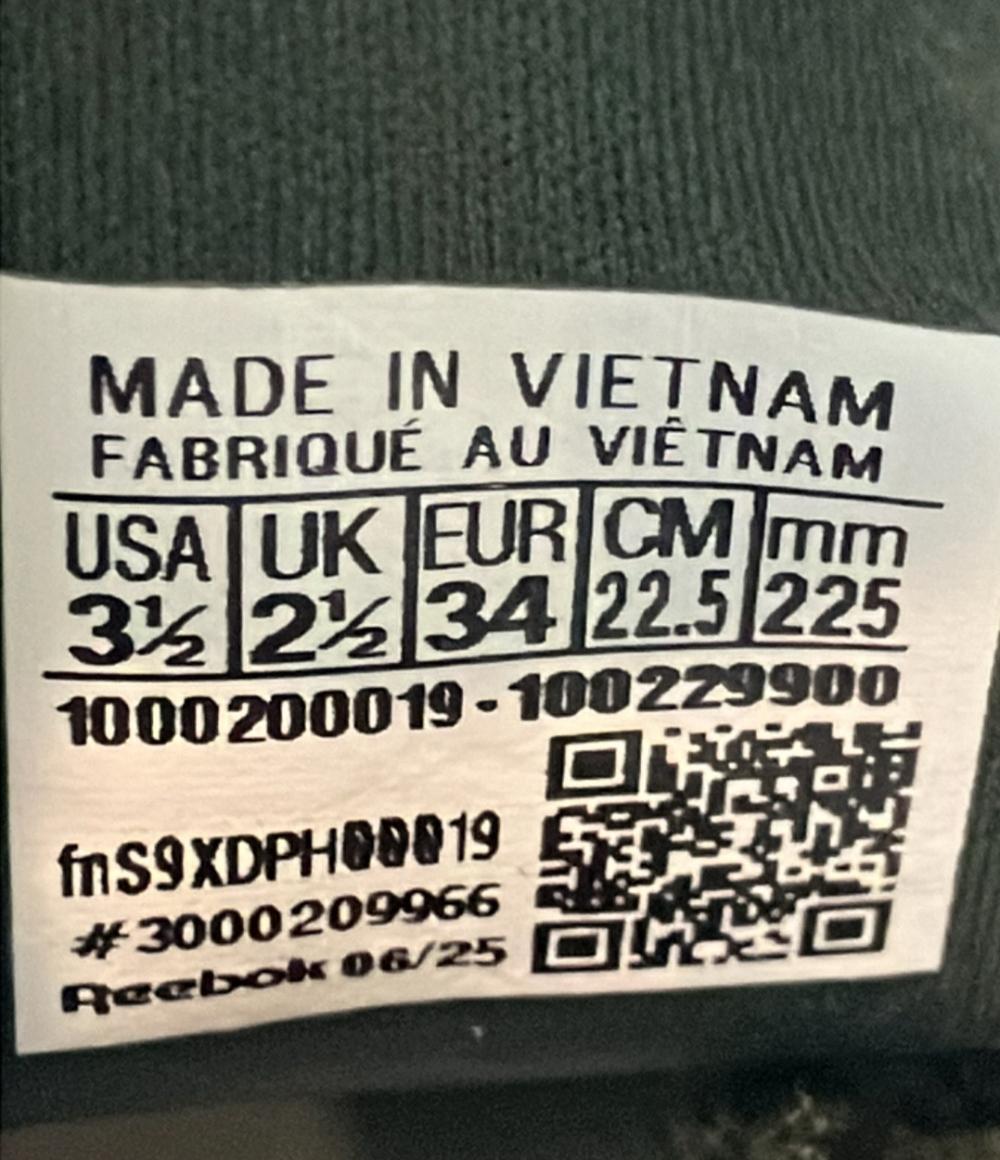 MADE IN VIETNAM
FABRIQUÉ AU VIÊTNAM
USA UK EUR CM mm
3½ 2½ 34 22.5 225
1000200019-100229900
fnS9XDPH00019
#3000209966
Reebok 06/25